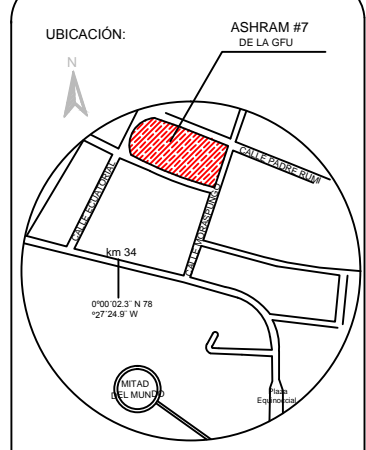 UBICACIÓN:
ASHRAM #7
DE LA GFU
N
CALLE PADRE RUMI
CALLE ECUATORIAL
CALLE MORASPUNGO
km 34
0º00¨02.3¨ N 78
º27¨24.9¨ W
MITAD
DEL MUNDO
Plaza
Equinoccial